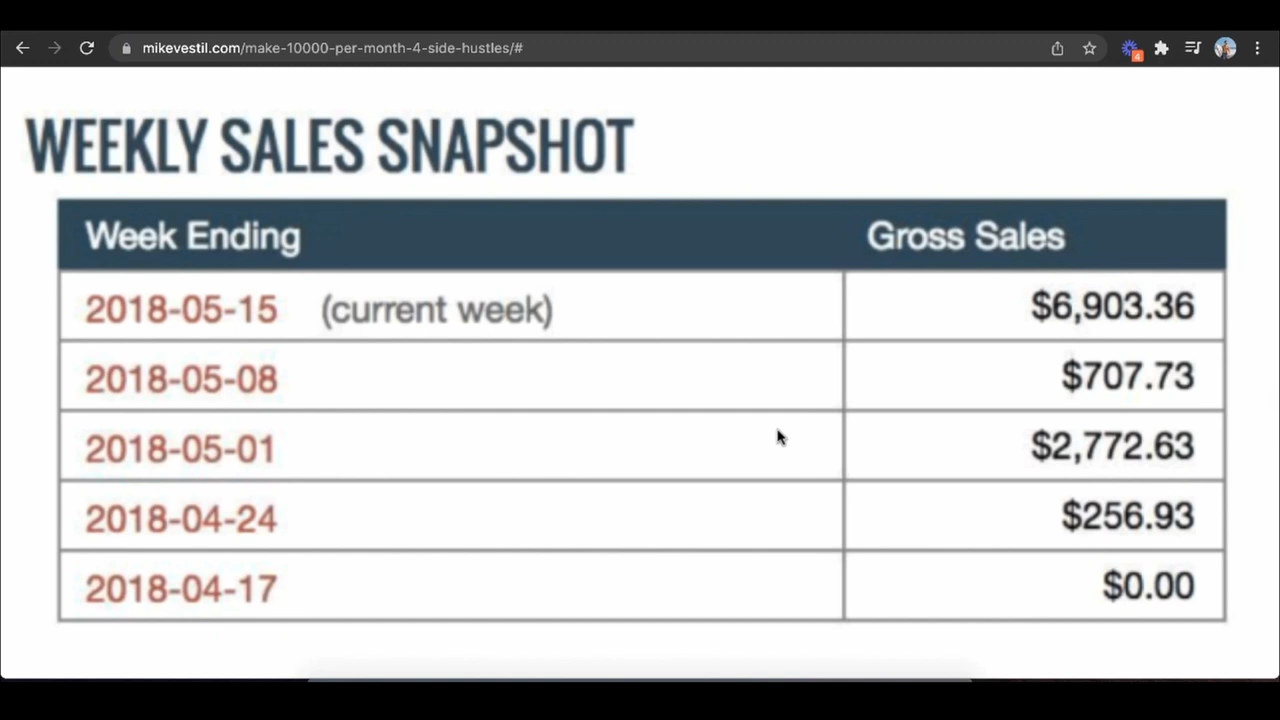 mikevestil.com/make-10000-per-month-4-side-hustles/#
4
WEEKLY SALES SNAPSHOT
Week Ending Gross Sales
2018-05-15 (current week) $6,903.36
2018-05-08 $707.73
2018-05-01 $2,772.63
2018-04-24 $256.93
2018-04-17 $0.00